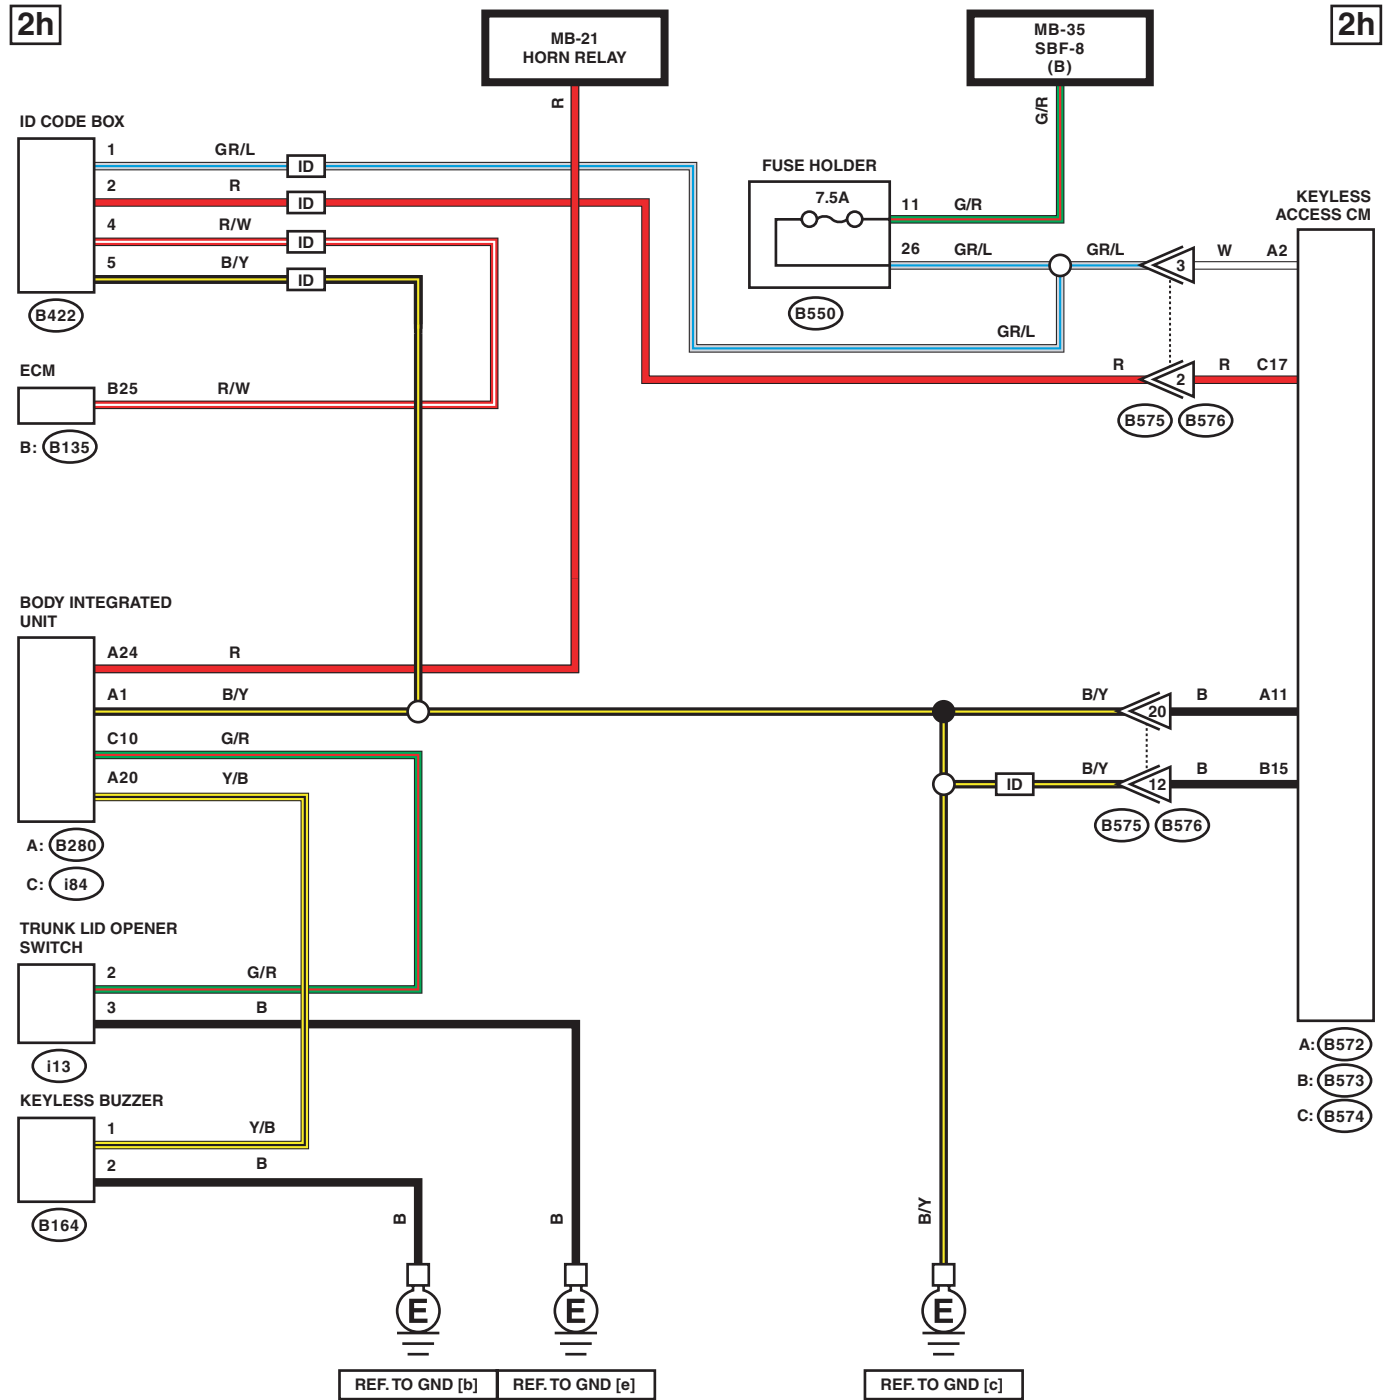 2h
2h
MB-21
HORN RELAY
MB-35
SBF-8
(B)
R
G/R
ID CODE BOX
1
GR/L
ID
2
R
ID
4
R/W
ID
5
B/Y
ID
B422
FUSE HOLDER
7.5A
11
G/R
26
GR/L
GR/L
3
W
A2
B550
GR/L
KEYLESS
ACCESS CM
R
2
R
C17
B575
B576
ECM
B25
R/W
B:
B135
BODY INTEGRATED
UNIT
A24
R
A1
B/Y
C10
G/R
A20
Y/B
A:
B280
C:
i84
B/Y
20
B
A11
ID
B/Y
12
B
B15
B575
B576
TRUNK LID OPENER
SWITCH
2
G/R
3
B
i13
A:
B572
B:
B573
C:
B574
KEYLESS BUZZER
1
Y/B
2
B
B164
B
B
B/Y
E
E
E
REF. TO GND [b]
REF. TO GND [e]
REF. TO GND [c]